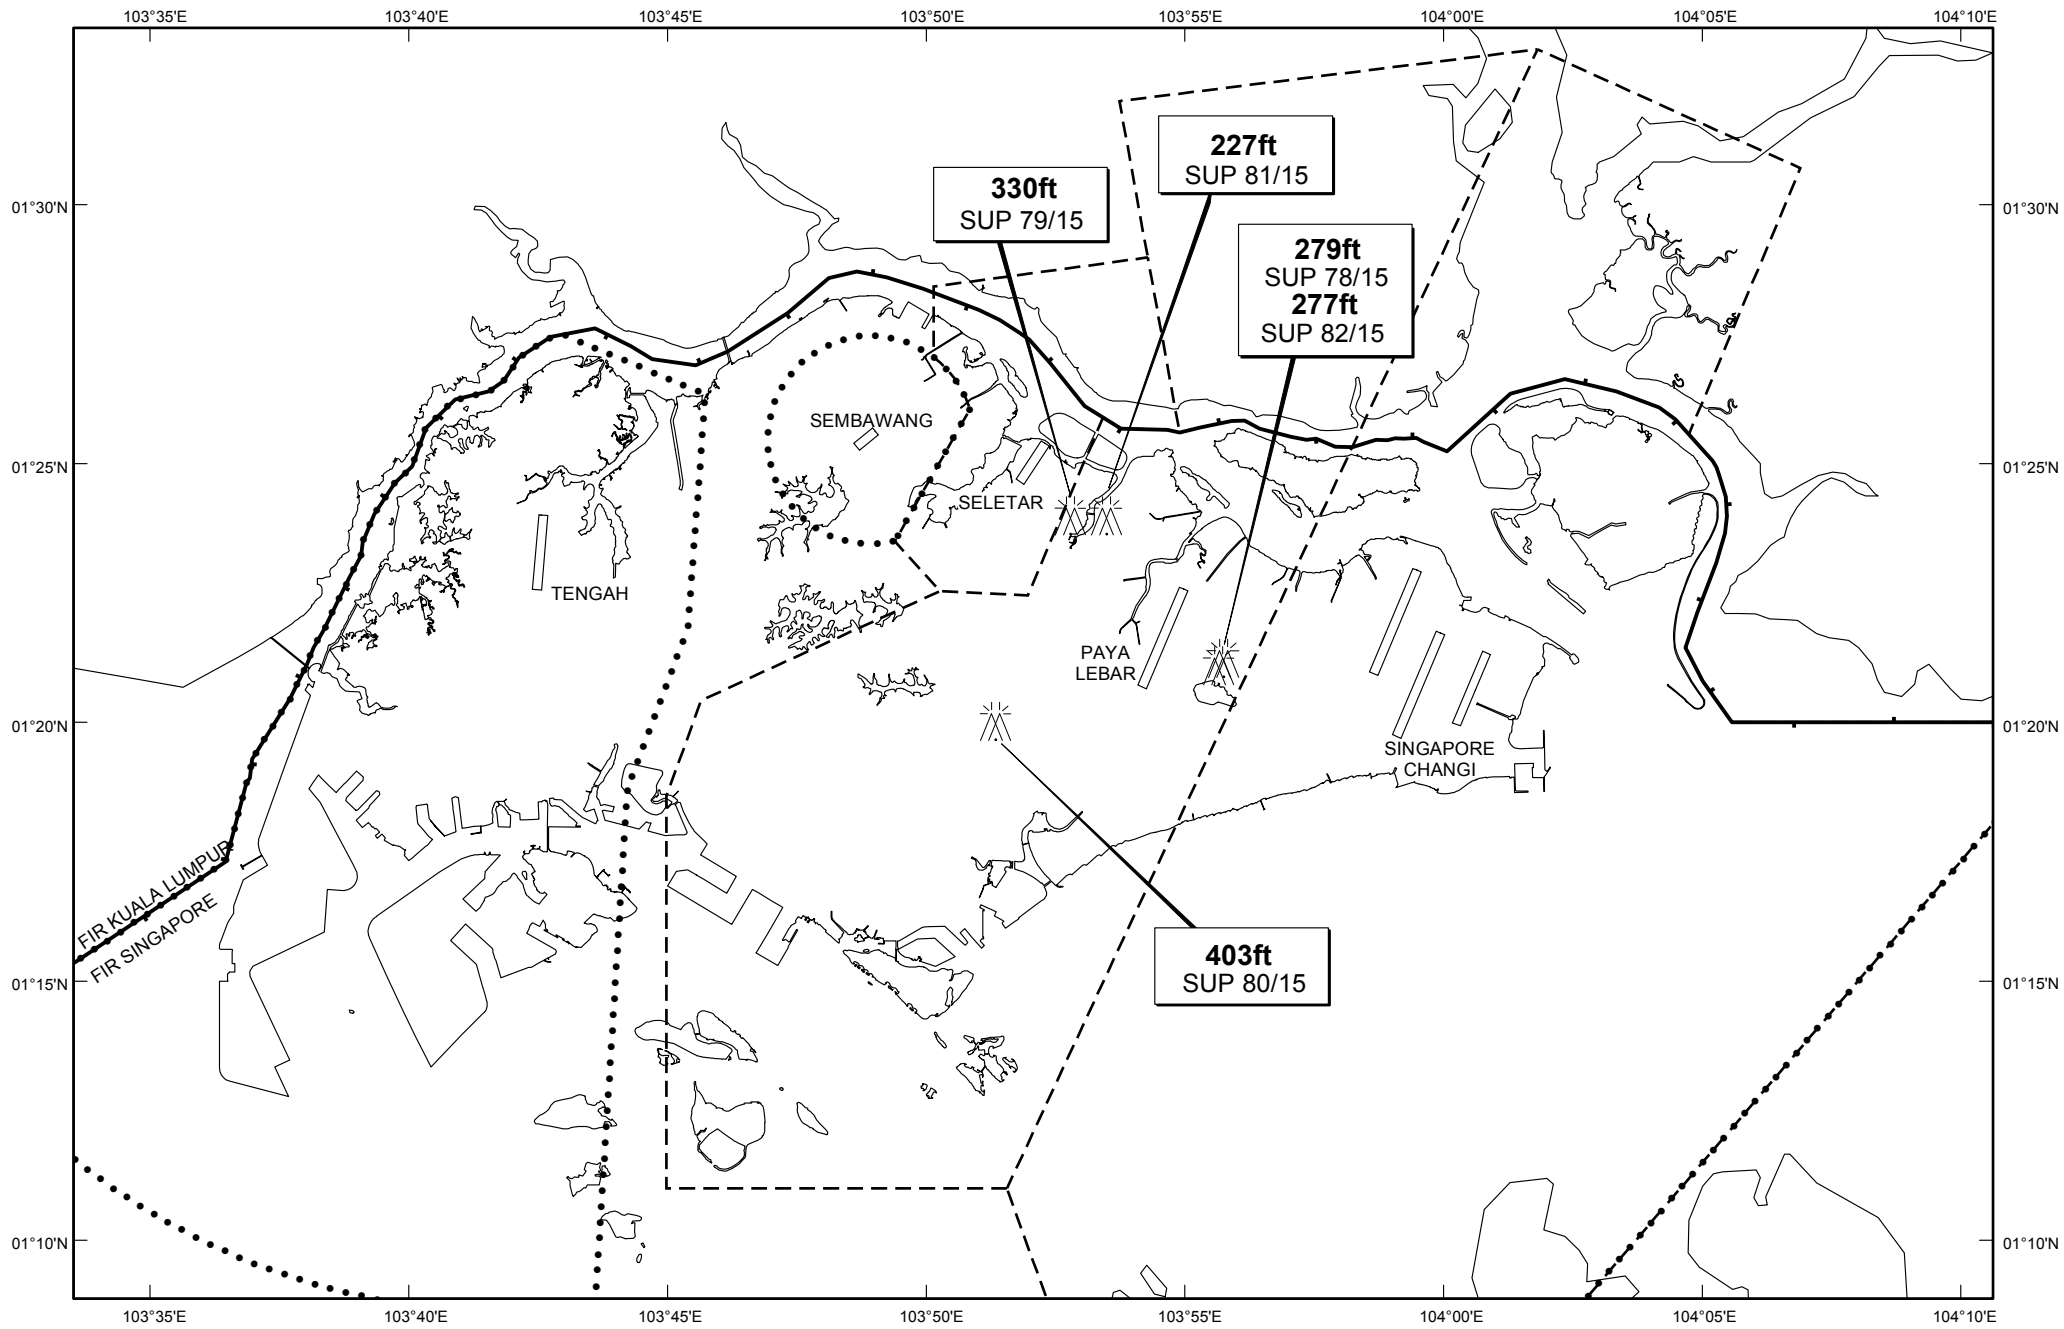 103°35'E
103°40'E
103°45'E
103°50'E
103°55'E
104°00'E
104°05'E
104°10'E
227ft
SUP 81/15
330ft
SUP 79/15
01°30'N
01°30'N
279ft
SUP 78/15
277ft
SUP 82/15
SEMBAWANG
01°25'N
01°25'N
SELETAR
TENGAH
PAYA
LEBAR
01°20'N
01°20'N
SINGAPORE
CHANGI
FIR KUALA LUMPUR
FIR SINGAPORE
403ft
SUP 80/15
01°15'N
01°15'N
01°10'N
01°10'N
103°35'E
103°40'E
103°45'E
103°50'E
103°55'E
104°00'E
104°05'E
104°10'E